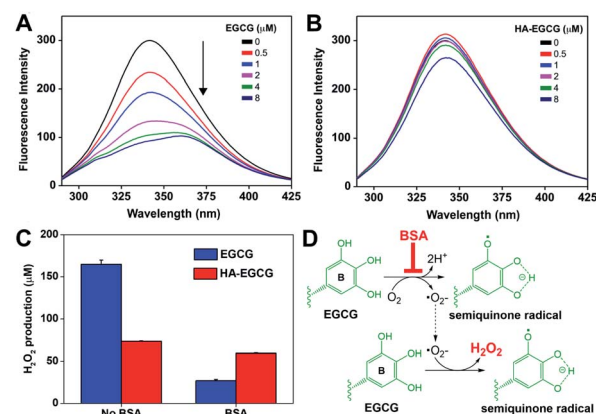 A
EGCG (μM)
0
0.5
1
2
4
8
Fluorescence Intensity
300
200
100
0
300 325 350 375 400 425
Wavelength (nm)
B
HA-EGCG (μM)
0
0.5
1
2
4
8
Fluorescence Intensity
300
200
100
0
300 325 350 375 400 425
Wavelength (nm)
C
EGCG
HA-EGCG
H₂O₂ production (μM)
200
150
100
50
0
No BSA BSA
D
BSA
OH
OH
B
OH
2H⁺
O₂
•O₂-
EGCG
O
O
H
O
⊖
semiquinone radical
OH
OH
B
OH
•O₂-
H₂O₂
EGCG
O
O
H
O
⊖
semiquinone radical